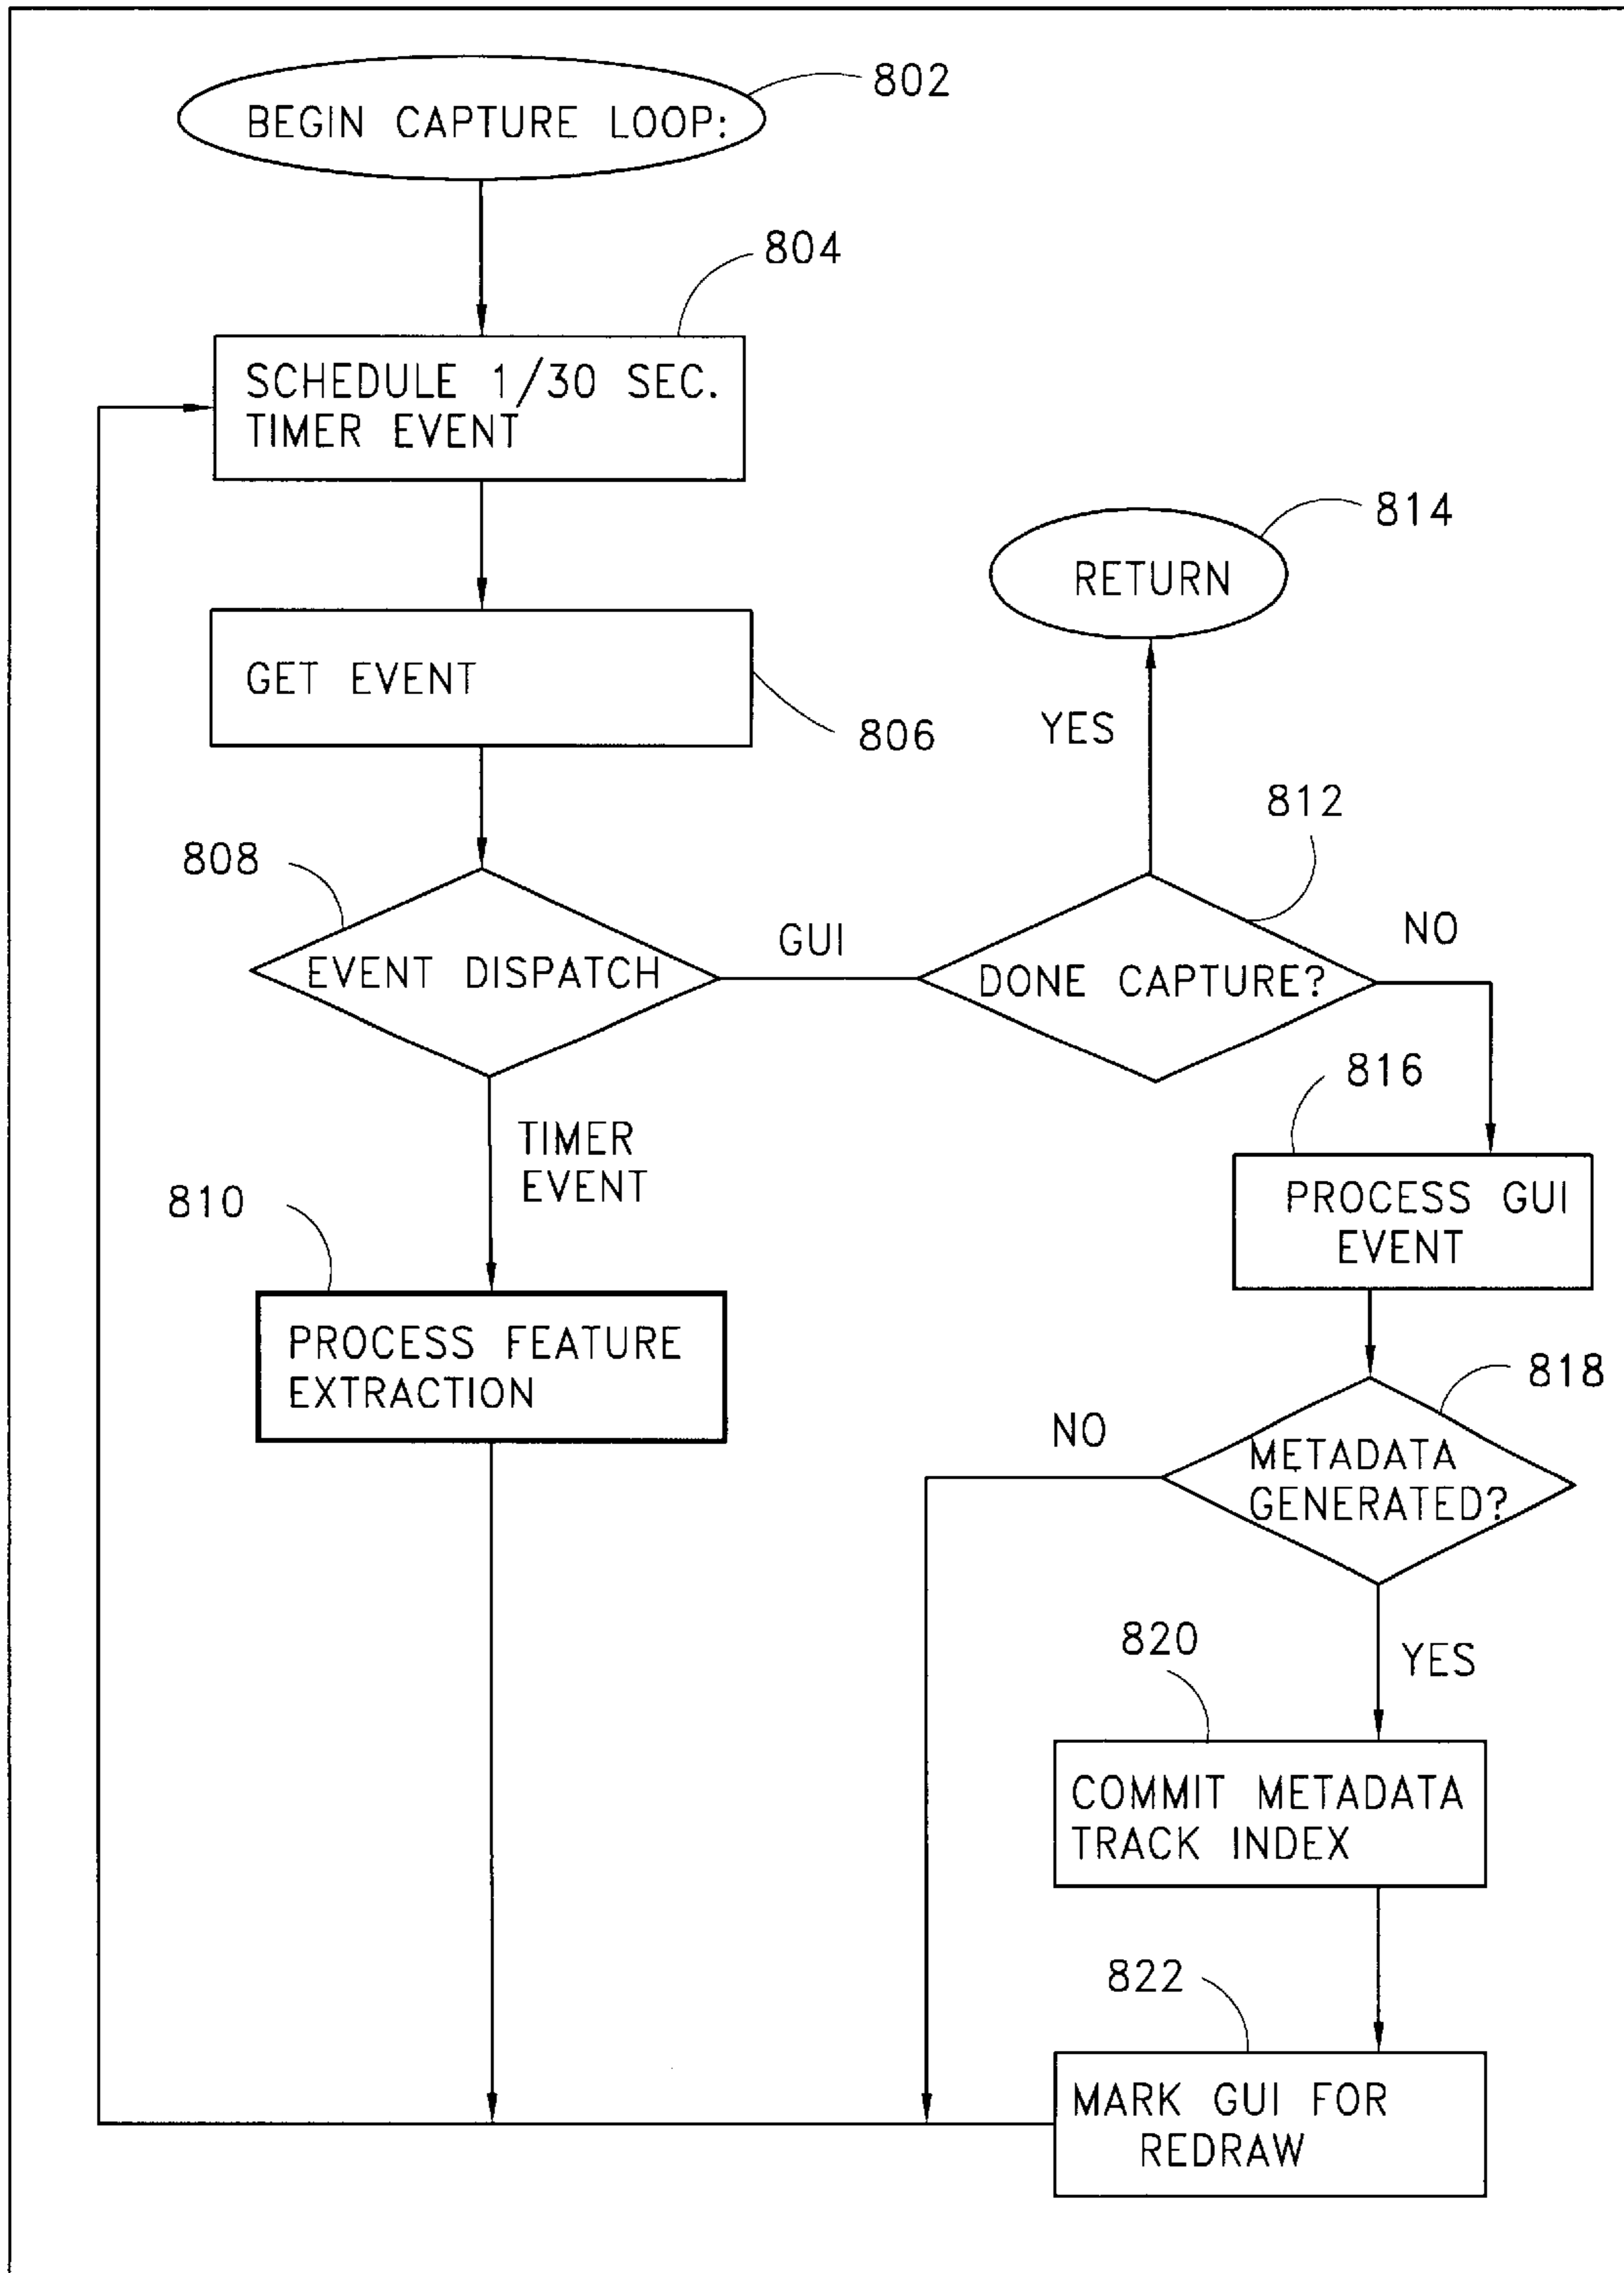 802
BEGIN CAPTURE LOOP:
804
SCHEDULE 1/30 SEC.
TIMER EVENT
814
RETURN
GET EVENT
806
YES
812
808
NO
GUI
EVENT DISPATCH
DONE CAPTURE?
816
TIMER
EVENT
810
PROCESS GUI
EVENT
PROCESS FEATURE
EXTRACTION
818
NO
METADATA
GENERATED?
820
YES
COMMIT METADATA
TRACK INDEX
822
MARK GUI FOR
REDRAW